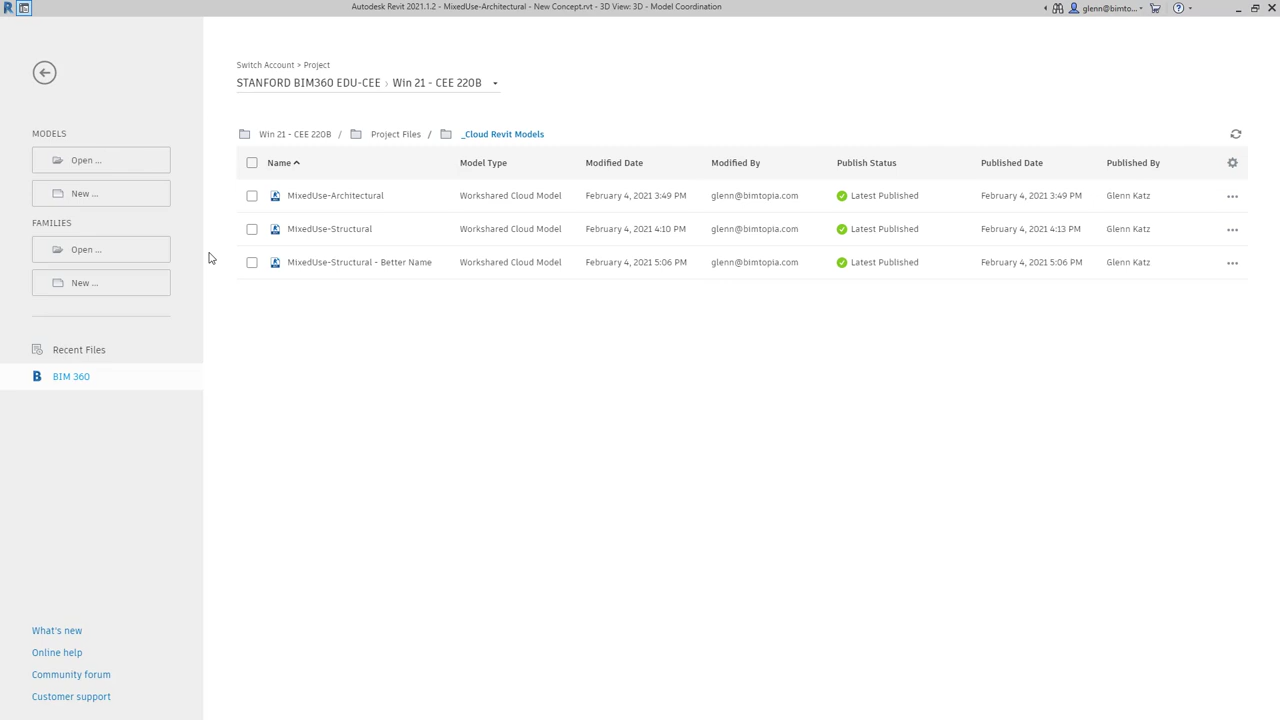 Autodesk Revit 2021.1.2 - MixedUse-Architectural - New Concept.rvt - 3D View: 3D - Model Coordination
glenn@bimto...
Switch Account > Project
STANFORD BIM360 EDU-CEE › Win 21 - CEE 220B
MODELS
Open ...
New ...
FAMILIES
Open ...
New ...
Recent Files
BIM 360
Win 21 - CEE 220B / Project Files / _Cloud Revit Models
Name Model Type Modified Date Modified By Publish Status Published Date Published By
MixedUse-Architectural Workshared Cloud Model February 4, 2021 3:49 PM glenn@bimtopia.com Latest Published February 4, 2021 3:49 PM Glenn Katz
MixedUse-Structural Workshared Cloud Model February 4, 2021 4:10 PM glenn@bimtopia.com Latest Published February 4, 2021 4:13 PM Glenn Katz
MixedUse-Structural - Better Name Workshared Cloud Model February 4, 2021 5:06 PM glenn@bimtopia.com Latest Published February 4, 2021 5:06 PM Glenn Katz
What's new
Online help
Community forum
Customer support